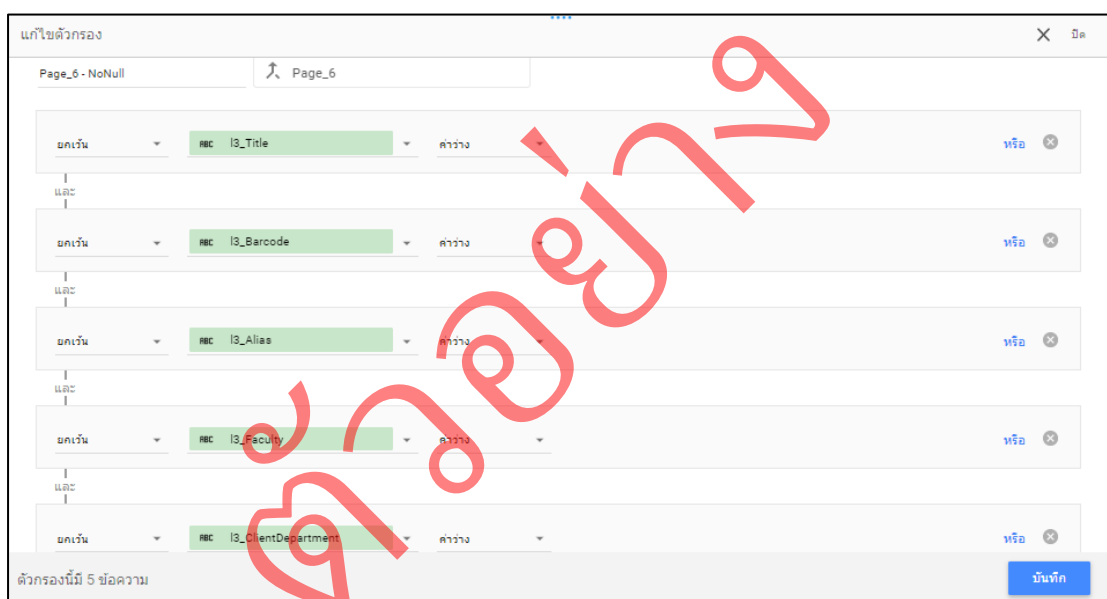 แก้ไขตัวกรอง
ปิด
Page_6 - NoNull
Page_6
ยกเว้น ABC l3_Title ค่าว่าง หรือ
และ
ยกเว้น ABC l3_Barcode ค่าว่าง หรือ
และ
ยกเว้น ABC l3_Alias ค่าว่าง หรือ
และ
ยกเว้น ABC l3_Faculty ค่าว่าง หรือ
และ
ยกเว้น ABC l3_ClientDepartment ค่าว่าง หรือ
ตัวกรองนี้มี 5 ข้อความ
บันทึก
ตัวอย่าง